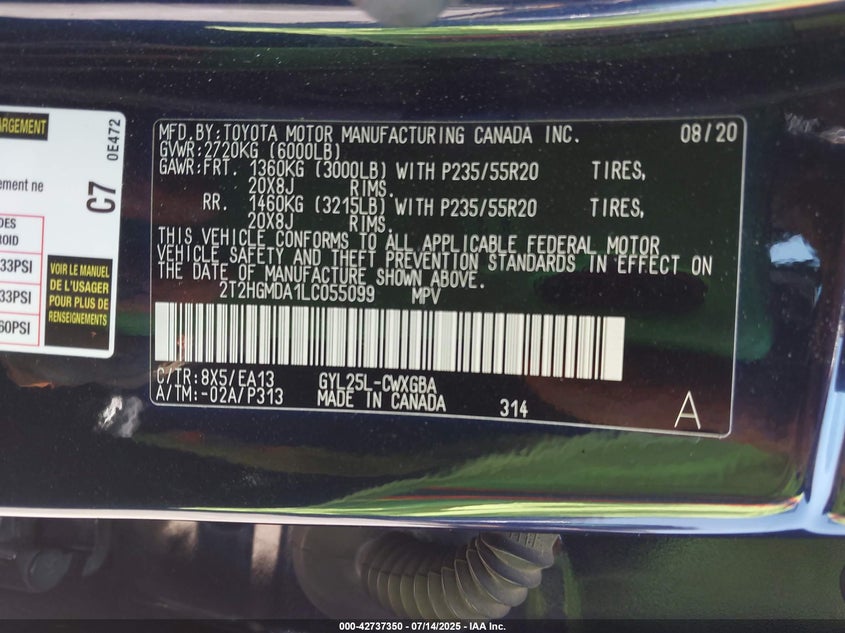 ARGEMENT
ement ne
DES
ROID
33PSI
33PSI
60PSI
VOIR LE MANUEL
DE L'USAGER
POUR PLUS DE
RENSEIGNEMENTS
C7
0E472
MFD.BY:TOYOTA MOTOR MANUFACTURING CANADA INC. 08/20
GVWR:2720KG (6000LB)
GAWR:FRT. 1360KG (3000LB) WITH P235/55R20 TIRES,
20X8J RIMS.
RR. 1460KG (3215LB) WITH P235/55R20 TIRES,
20X8J RIMS.
THIS VEHICLE CONFORMS TO ALL APPLICABLE FEDERAL MOTOR
VEHICLE SAFETY AND THEFT PREVENTION STANDARDS IN EFFECT ON
THE DATE OF MANUFACTURE SHOWN ABOVE.
2T2HGMDA1LC055099 MPV
C/TR:8X5/EA13 GYL25L-CWXGBA
A/TM:-02A/P313 MADE IN CANADA 314 A
000-42737350 - 07/14/2025 - IAA Inc.